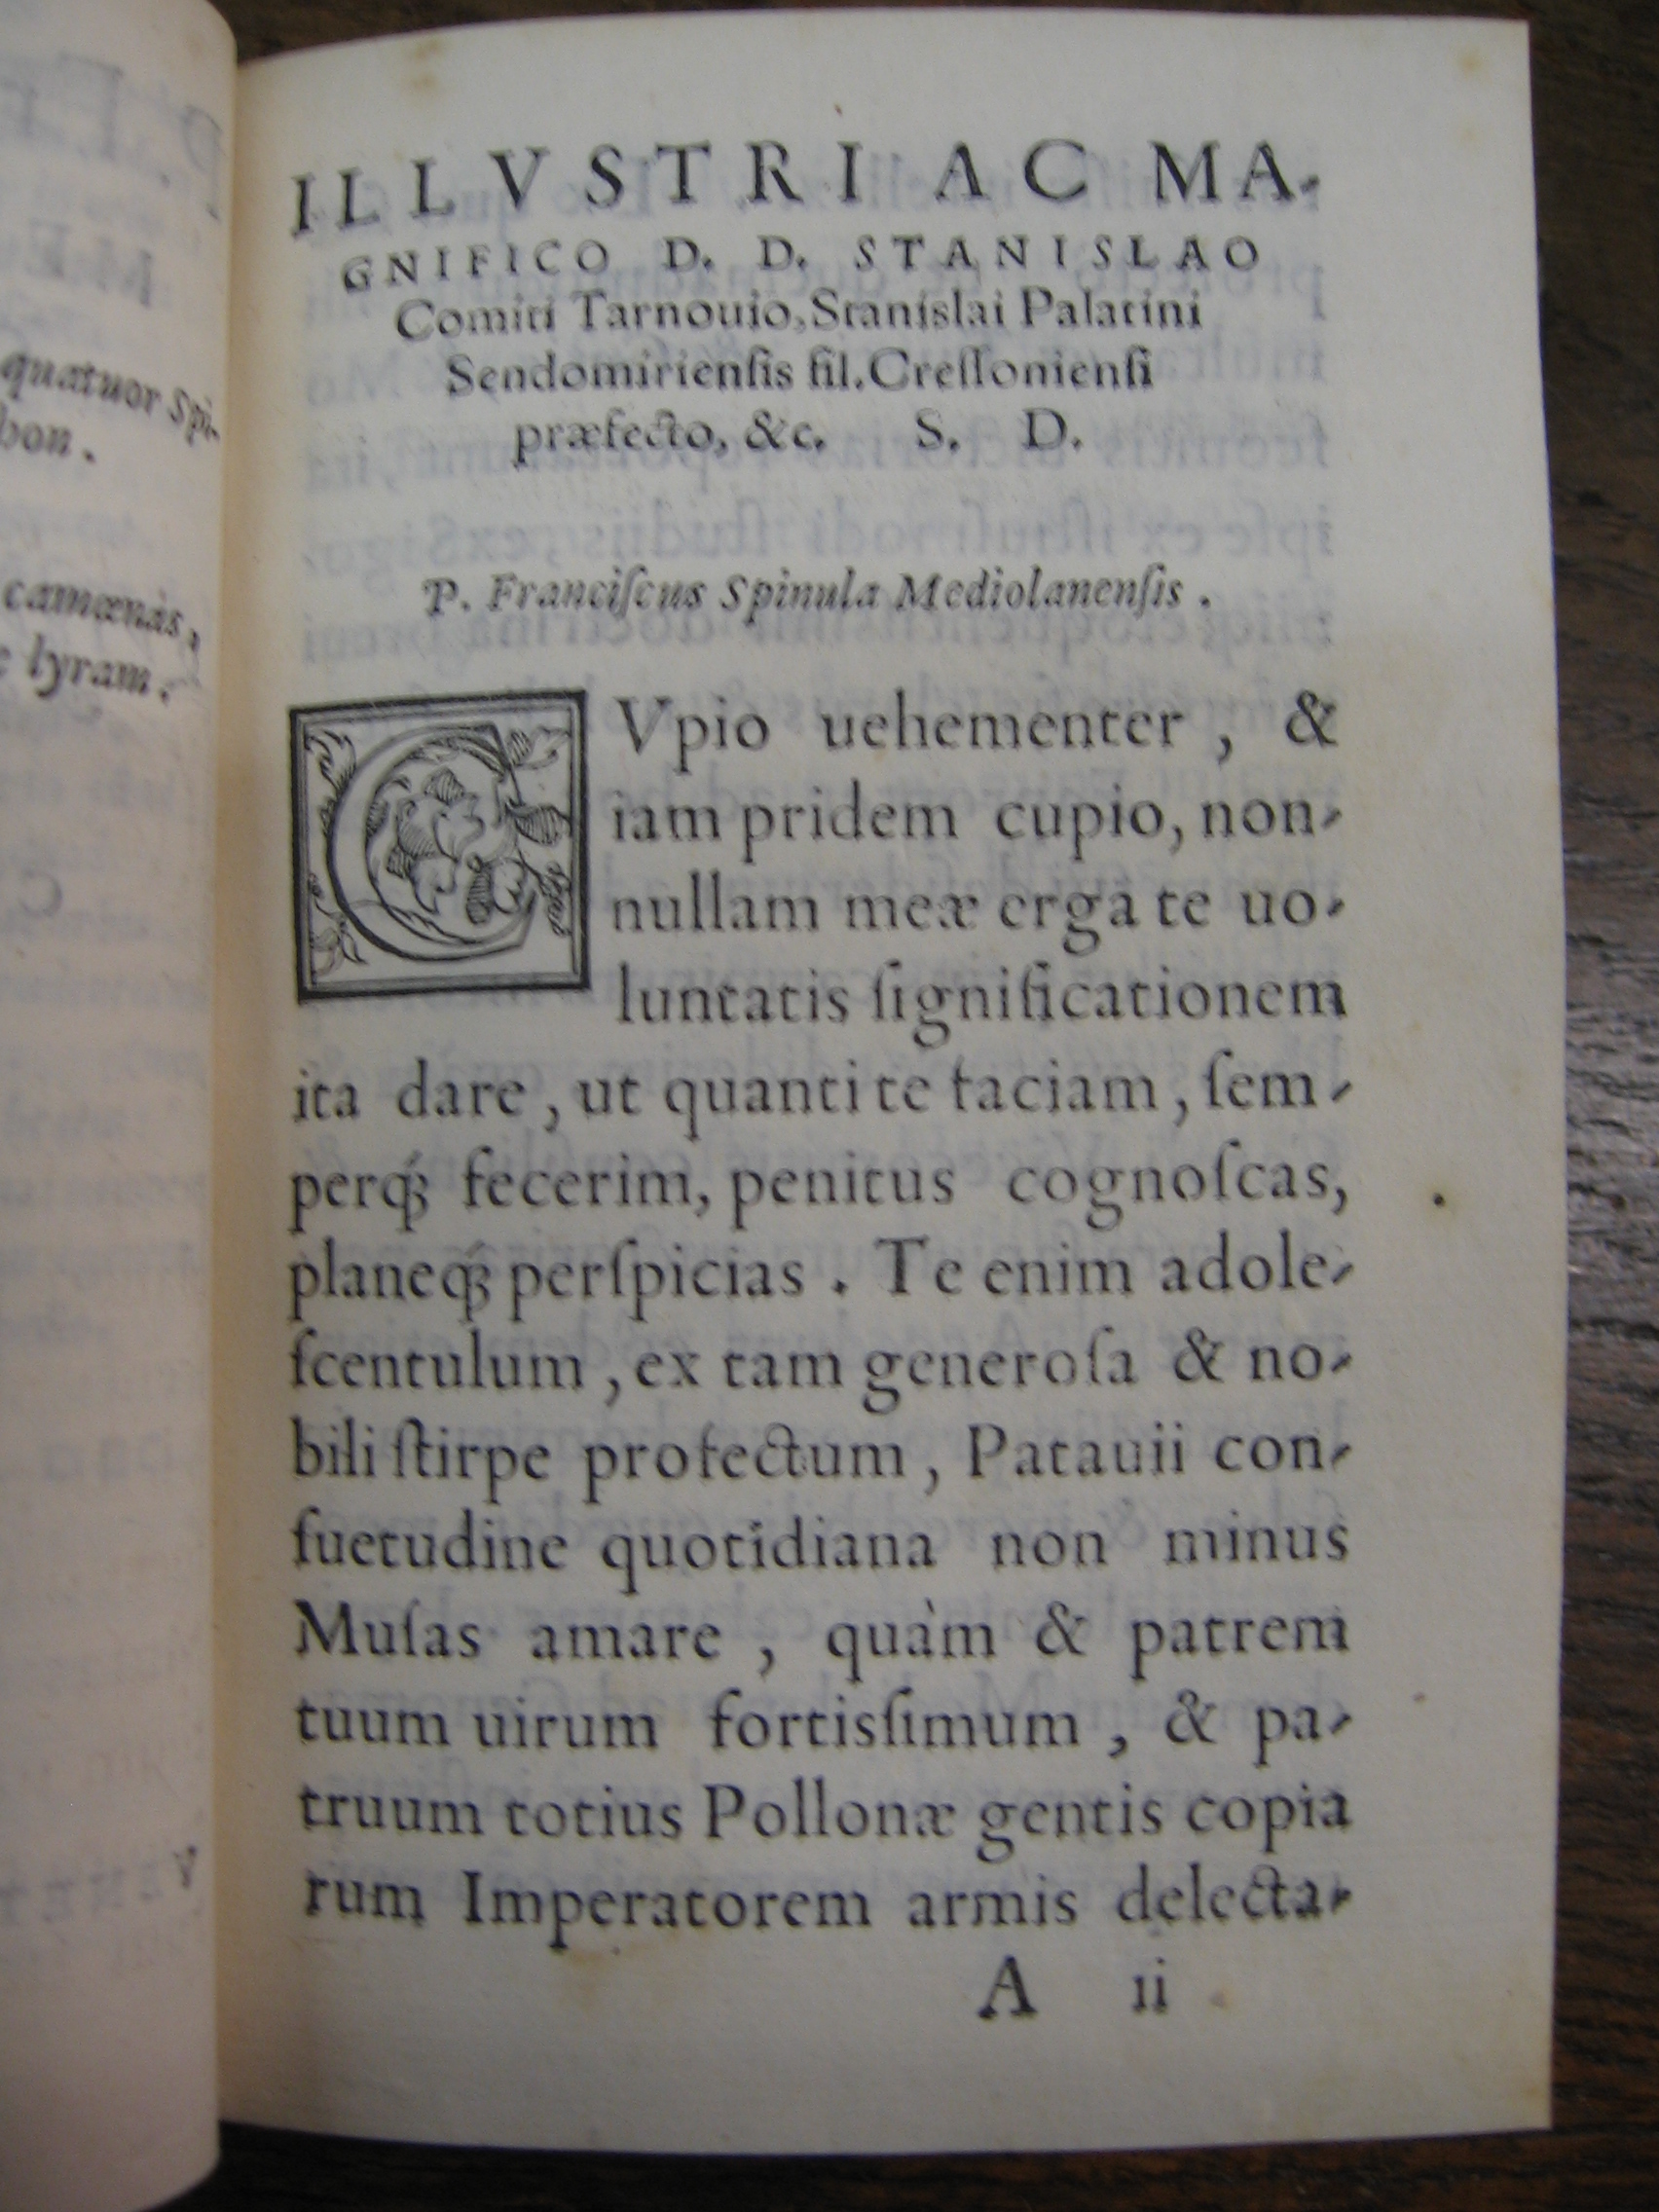 quatuor Spi-
bon.
camœnis,
lyram.
ILLVSTRI AC MA-
GNIFICO D. D. STANISLAO
Comiti Tarnouio, Stanislai Palatini
Sendomirienſis fil. Creſlonienſi
præfecto, &c. S. D.
P. Franciſcus Spinula Mediolanenſis.
CVpio uehementer, &
iam pridem cupio, non-
nullam meæ erga te uo-
luntatis ſignificationem
ita dare, ut quanti te faciam, ſem-
perq́; fecerim, penitus cognoſcas,
planeq́; perſpicias. Te enim adole-
ſcentulum, ex tam generoſa & no-
bili ſtirpe profectum, Patauii con-
ſuetudine quotidiana non minus
Muſas amare, quàm & patrem
tuum uirum fortisſimum, & pa-
truum totius Pollonæ gentis copia
rum Imperatorem armis delecta-
A ii